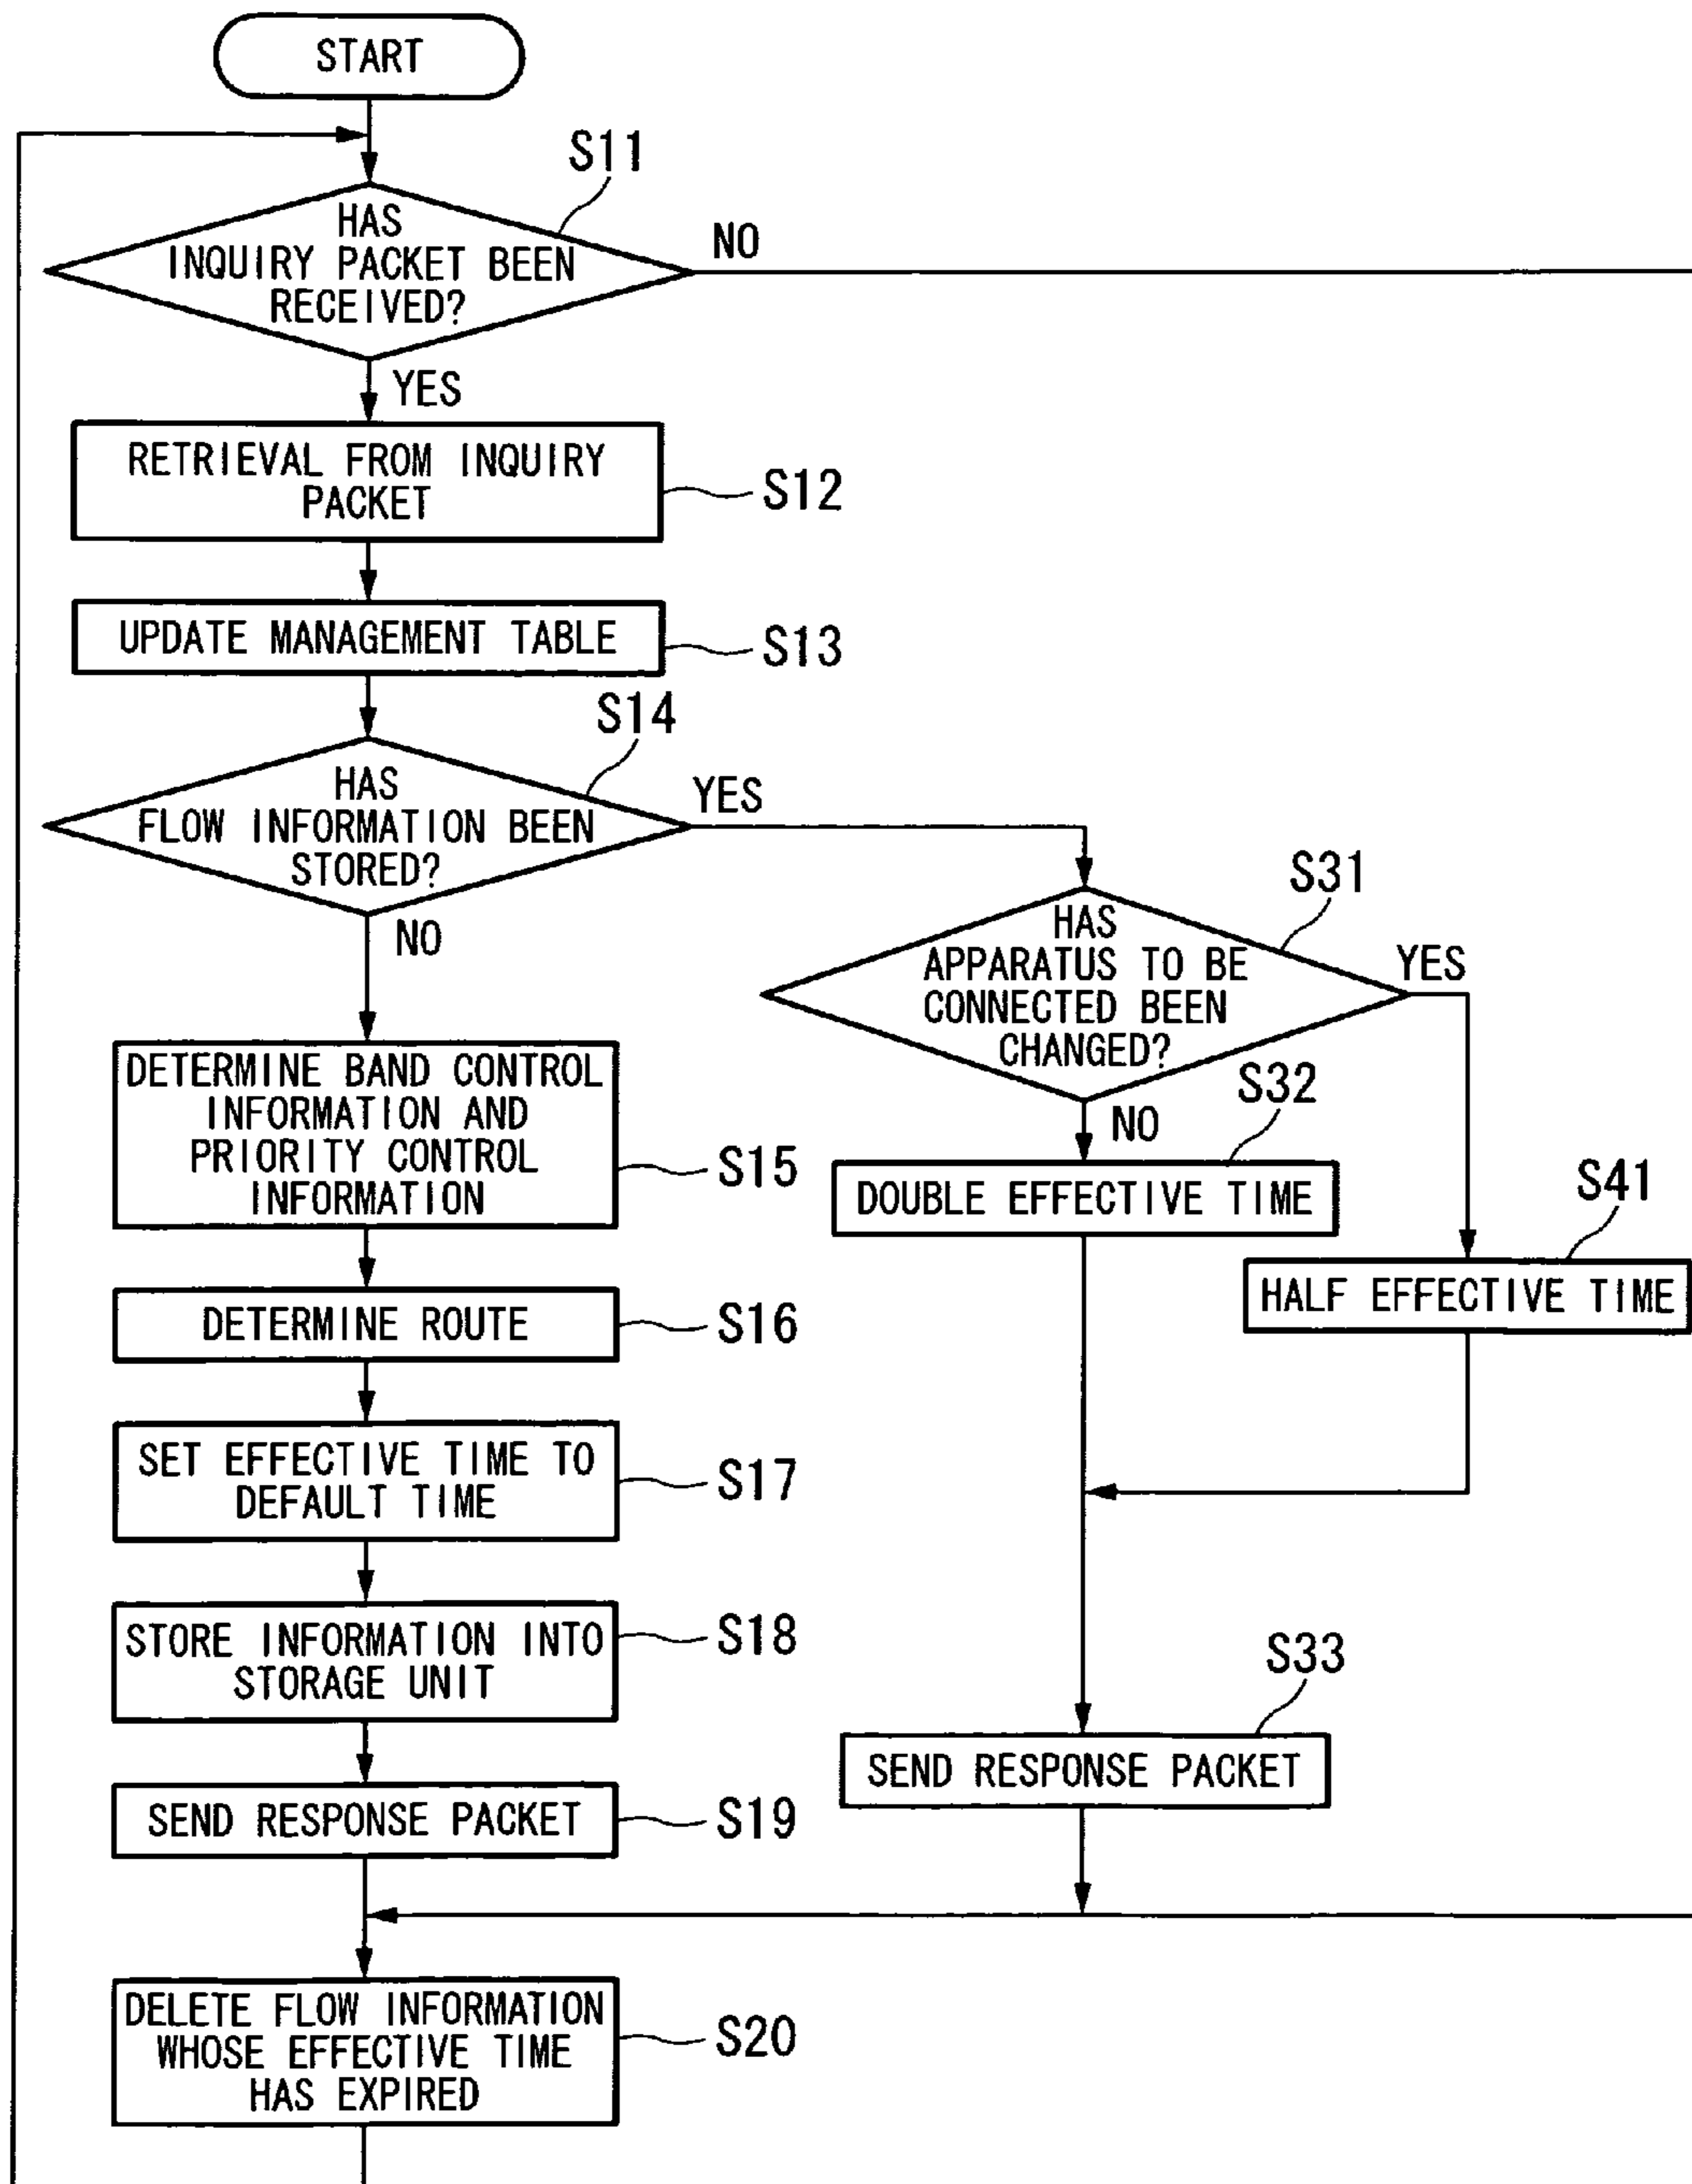 START
S11
HAS
INQUIRY PACKET BEEN
RECEIVED?
NO
YES
RETRIEVAL FROM INQUIRY
PACKET
S12
UPDATE MANAGEMENT TABLE
S13
S14
HAS
FLOW INFORMATION BEEN
STORED?
YES
NO
S31
HAS
APPARATUS TO BE
CONNECTED BEEN
CHANGED?
YES
NO
S32
DOUBLE EFFECTIVE TIME
S41
HALF EFFECTIVE TIME
DETERMINE BAND CONTROL
INFORMATION AND
PRIORITY CONTROL
INFORMATION
S15
DETERMINE ROUTE
S16
SET EFFECTIVE TIME TO
DEFAULT TIME
S17
STORE INFORMATION INTO
STORAGE UNIT
S18
S33
SEND RESPONSE PACKET
SEND RESPONSE PACKET
S19
DELETE FLOW INFORMATION
WHOSE EFFECTIVE TIME
HAS EXPIRED
S20